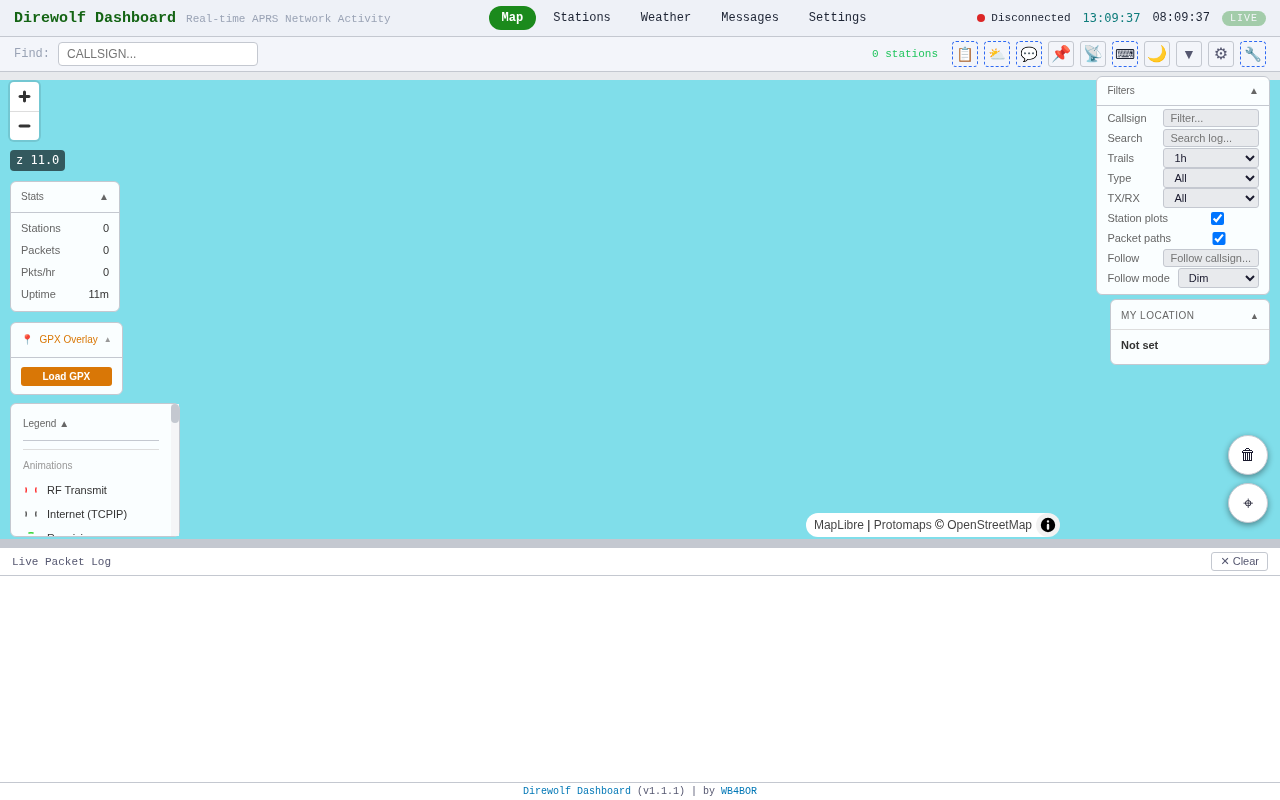 Direwolf Dashboard Real-time APRS Network Activity Map Stations Weather Messages Settings Disconnected 13:09:37 08:09:37 LIVE
Find: CALLSIGN... 0 stations
z 11.0
Stats ▲
Stations 0
Packets 0
Pkts/hr 0
Uptime 11m
GPX Overlay ▲
Load GPX
Legend ▲
Animations
RF Transmit
Internet (TCPIP)
Filters ▲
Callsign Filter...
Search Search log...
Trails 1h
Type All
TX/RX All
Station plots
Packet paths
Follow Follow callsign...
Follow mode Dim
MY LOCATION ▲
Not set
MapLibre | Protomaps © OpenStreetMap
Live Packet Log ✕ Clear
Direwolf Dashboard (v1.1.1) | by WB4BOR